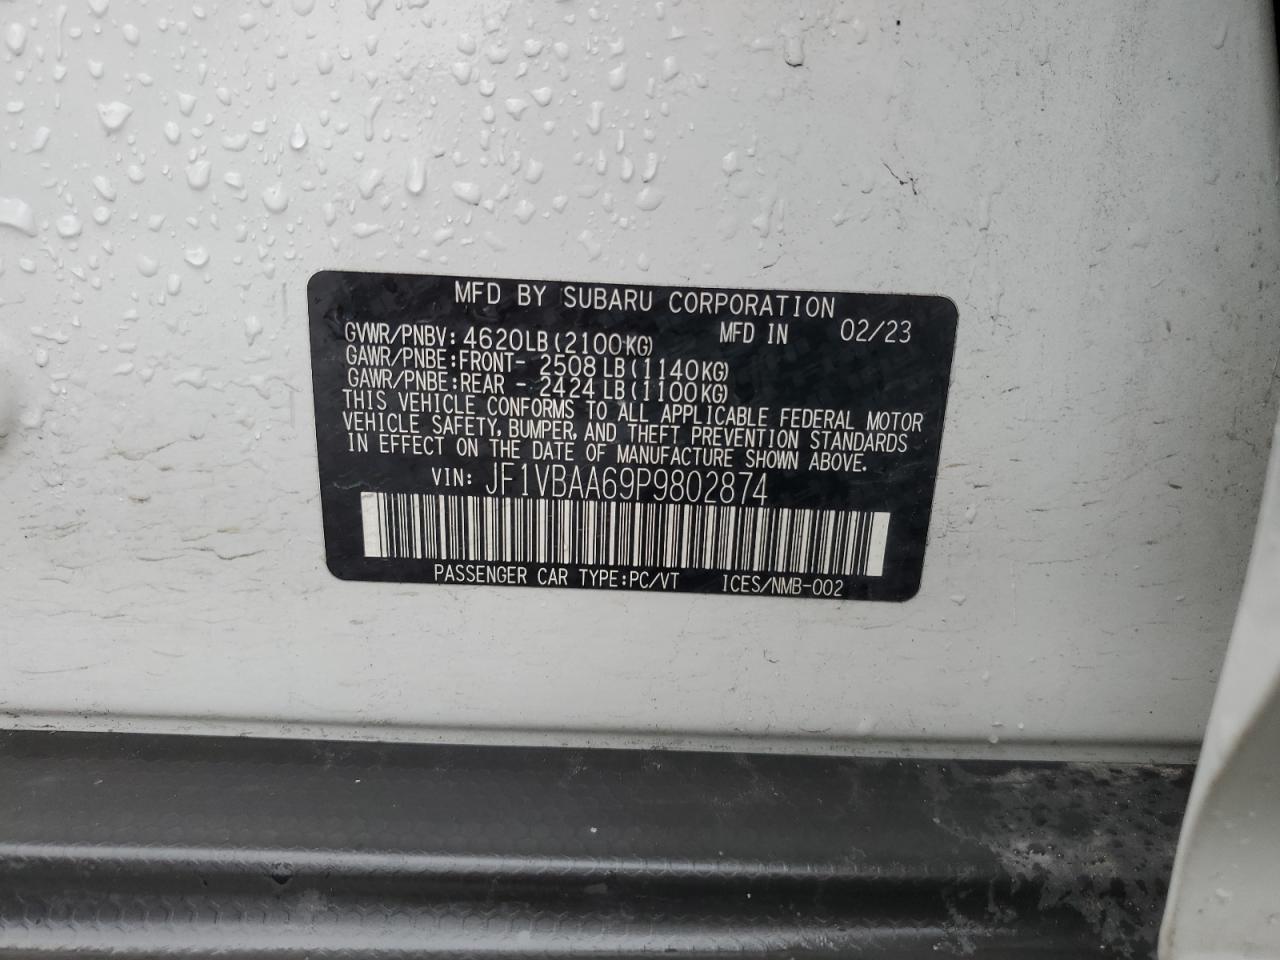 MFD BY SUBARU CORPORATION
MFD IN 02/23
GVWR/PNBV: 4620LB(2100KG)
GAWR/PNBE:FRONT- 2508LB(1140KG)
GAWR/PNBE:REAR - 2424LB(1100KG)
THIS VEHICLE CONFORMS TO ALL APPLICABLE FEDERAL MOTOR
VEHICLE SAFETY, BUMPER, AND THEFT PREVENTION STANDARDS
IN EFFECT ON THE DATE OF MANUFACTURE SHOWN ABOVE.
VIN: JF1VBAA69P9802874
PASSENGER CAR TYPE:PC/VT ICES/NMB-002